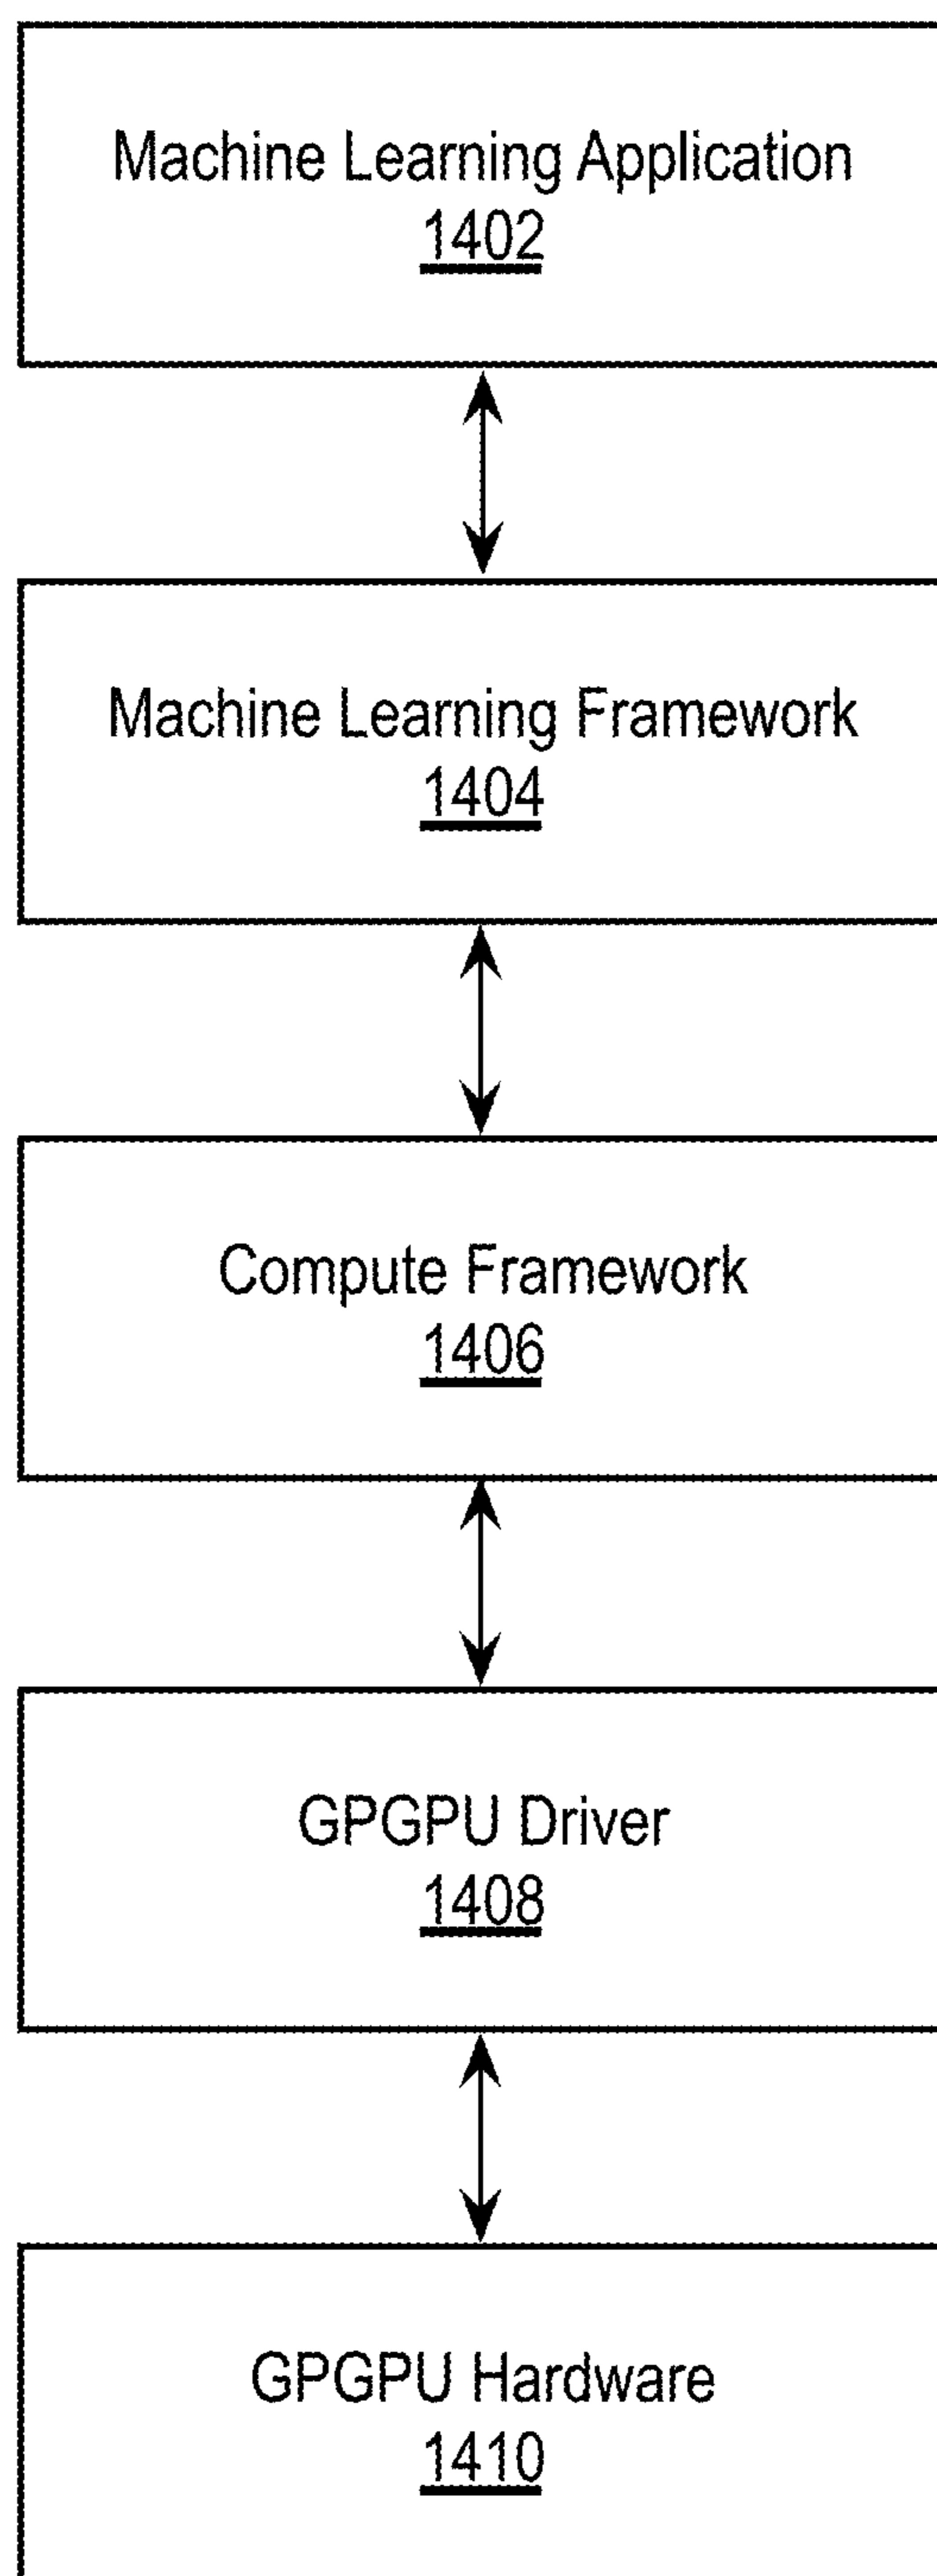 Machine Learning Application
1402
Machine Learning Framework
1404
Compute Framework
1406
GPGPU Driver
1408
GPGPU Hardware
1410